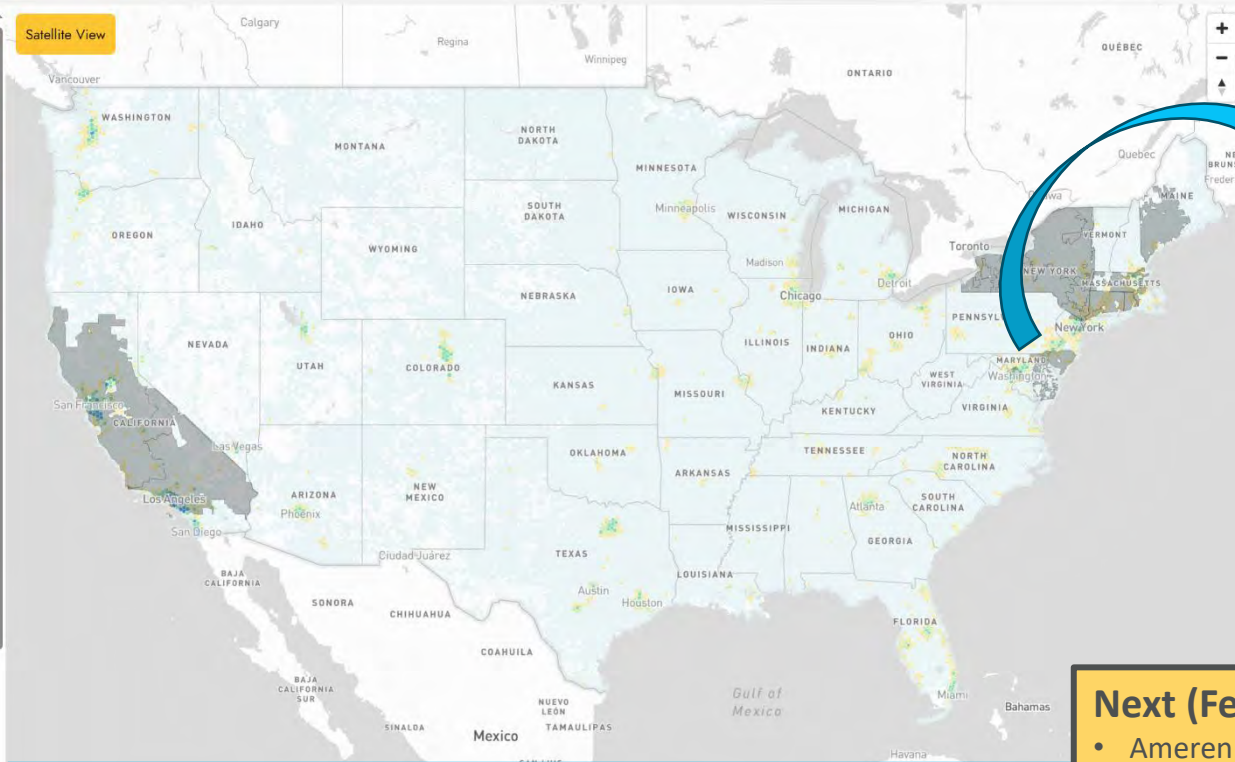 Satellite View
Calgary
Regina
Winnipeg
Vancouver
ONTARIO
QUÉBEC
+
−
WASHINGTON
MONTANA
NORTH
DAKOTA
MINNESOTA
Quebec
MAINE
OREGON
IDAHO
SOUTH
DAKOTA
Minneapolis
WISCONSIN
MICHIGAN
Toronto
VERMONT
WYOMING
Madison
Detroit
NEW YORK
MASSACHUSETTS
NEBRASKA
IOWA
Chicago
NEVADA
UTAH
COLORADO
ILLINOIS
INDIANA
OHIO
PENNSYL
New York
MARYLAND
Washington
San Francisco
CALIFORNIA
KANSAS
MISSOURI
WEST
VIRGINIA
KENTUCKY
VIRGINIA
Las Vegas
OKLAHOMA
TENNESSEE
NORTH
CAROLINA
Los Angeles
ARIZONA
Phoenix
NEW
MEXICO
ARKANSAS
Atlanta
SOUTH
CAROLINA
San Diego
MISSISSIPPI
GEORGIA
Ciudad Juárez
TEXAS
LOUISIANA
BAJA
CALIFORNIA
SONORA
CHIHUAHUA
Austin
Houston
FLORIDA
COAHUILA
BAJA
CALIFORNIA
SUR
NUEVO
LEÓN
Gulf of
Mexico
Miami
Bahamas
SINALOA
Mexico
TAMAULIPAS
Havana
Next (Fe
• Ameren